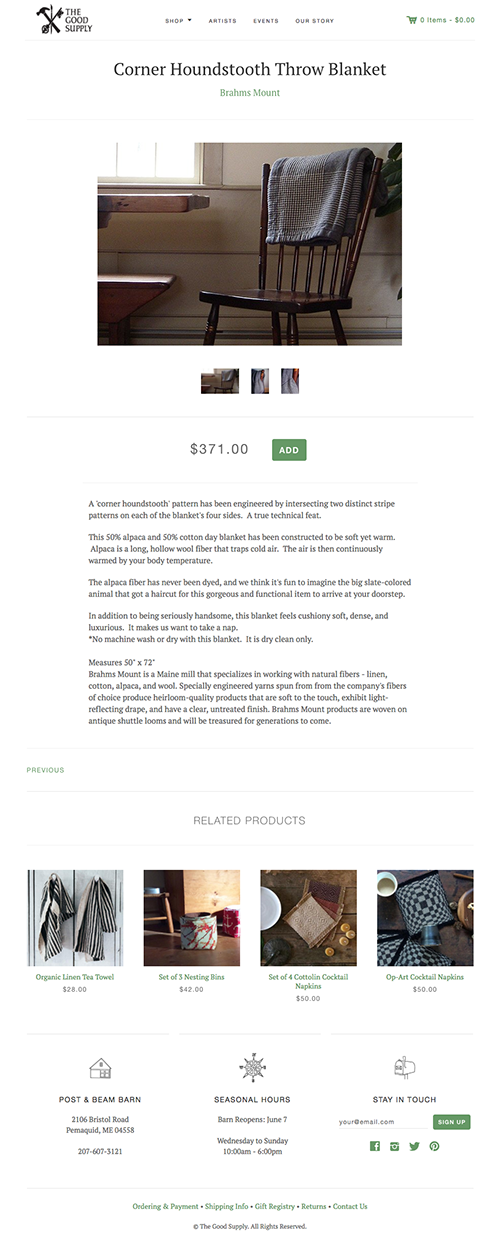 THE
GOOD
SUPPLY
SHOP ARTISTS EVENTS OUR STORY
0 Items - $0.00
Corner Houndstooth Throw Blanket
Brahms Mount
$371.00 ADD
A 'corner houndstooth' pattern has been engineered by intersecting two distinct stripe
patterns on each of the blanket's four sides. A true technical feat.
This 50% alpaca and 50% cotton day blanket has been constructed to be soft yet warm.
Alpaca is a long, hollow wool fiber that traps cold air. The air is then continuously
warmed by your body temperature.
The alpaca fiber has never been dyed, and we think it's fun to imagine the big slate-colored
animal that got a haircut for this gorgeous and functional item to arrive at your doorstep.
In addition to being seriously handsome, this blanket feels cushiony soft, dense, and
luxurious. It makes us want to take a nap.
*No machine wash or dry with this blanket. It is dry clean only.
Measures 50" x 72"
Brahms Mount is a Maine mill that specializes in working with natural fibers - linen,
cotton, alpaca, and wool. Specially engineered yarns spun from from the company's fibers
of choice produce heirloom-quality products that are soft to the touch, exhibit light-
reflecting drape, and have a clear, untreated finish. Brahms Mount products are woven on
antique shuttle looms and will be treasured for generations to come.
PREVIOUS
RELATED PRODUCTS
Organic Linen Tea Towel
$28.00
Set of 3 Nesting Bins
$42.00
Set of 4 Cottolin Cocktail
Napkins
$50.00
Op-Art Cocktail Napkins
$50.00
POST & BEAM BARN
2106 Bristol Road
Pemaquid, ME 04558
207-607-3121
SEASONAL HOURS
Barn Reopens: June 7
Wednesday to Sunday
10:00am - 6:00pm
STAY IN TOUCH
your@email.com SIGN UP
Ordering & Payment • Shipping Info • Gift Registry • Returns • Contact Us
© The Good Supply. All Rights Reserved.